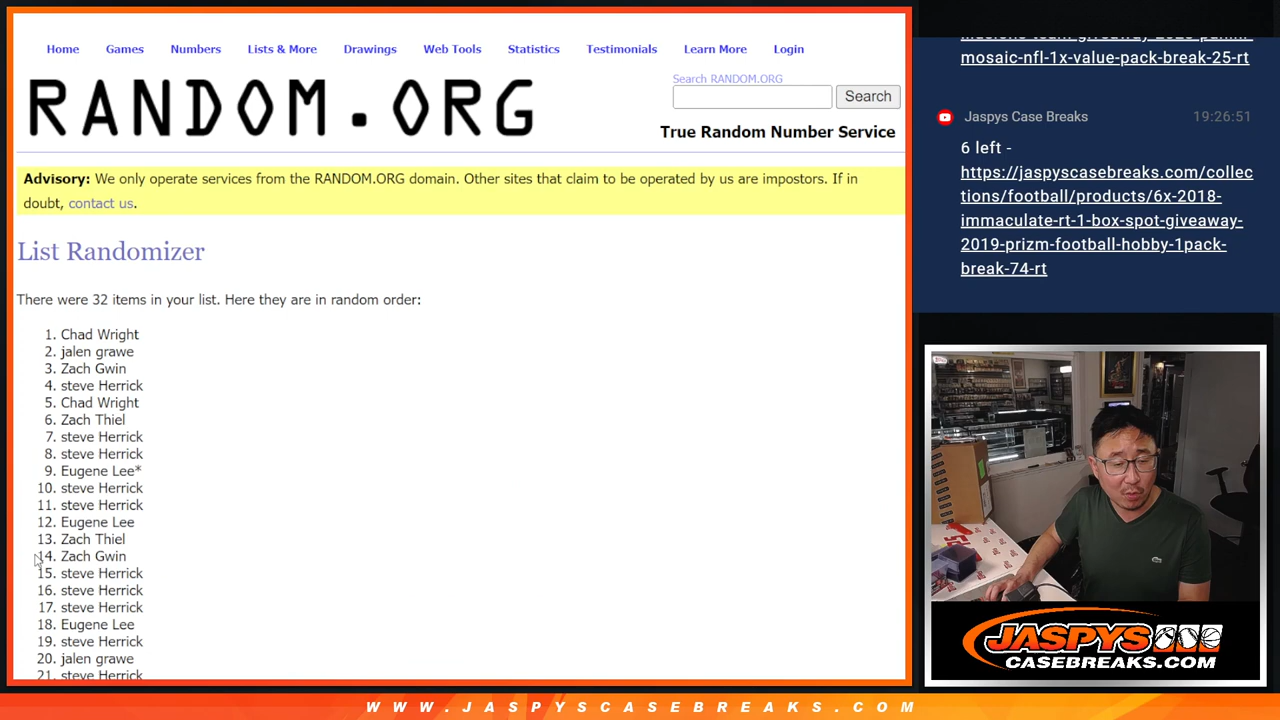 Home Games Numbers Lists & More Drawings Web Tools Statistics Testimonials Learn More Login
RANDOM.ORG
Search RANDOM.ORG
Search
True Random Number Service
Advisory: We only operate services from the RANDOM.ORG domain. Other sites that claim to be operated by us are impostors. If in
doubt, contact us.
List Randomizer
There were 32 items in your list. Here they are in random order:
1. Chad Wright
2. jalen grawe
3. Zach Gwin
4. steve Herrick
5. Chad Wright
6. Zach Thiel
7. steve Herrick
8. steve Herrick
9. Eugene Lee*
10. steve Herrick
11. steve Herrick
12. Eugene Lee
13. Zach Thiel
14. Zach Gwin
15. steve Herrick
16. steve Herrick
17. steve Herrick
18. Eugene Lee
19. steve Herrick
20. jalen grawe
21. steve Herrick
mosaic-nfl-1x-value-pack-break-25-rt
Jaspys Case Breaks 19:26:51
6 left -
https://jaspyscasebreaks.com/collec
tions/football/products/6x-2018-
immaculate-rt-1-box-spot-giveaway-
2019-prizm-football-hobby-1pack-
break-74-rt
JASPYS
CASEBREAKS.COM
WWW.JASPYSCASEBREAKS.COM